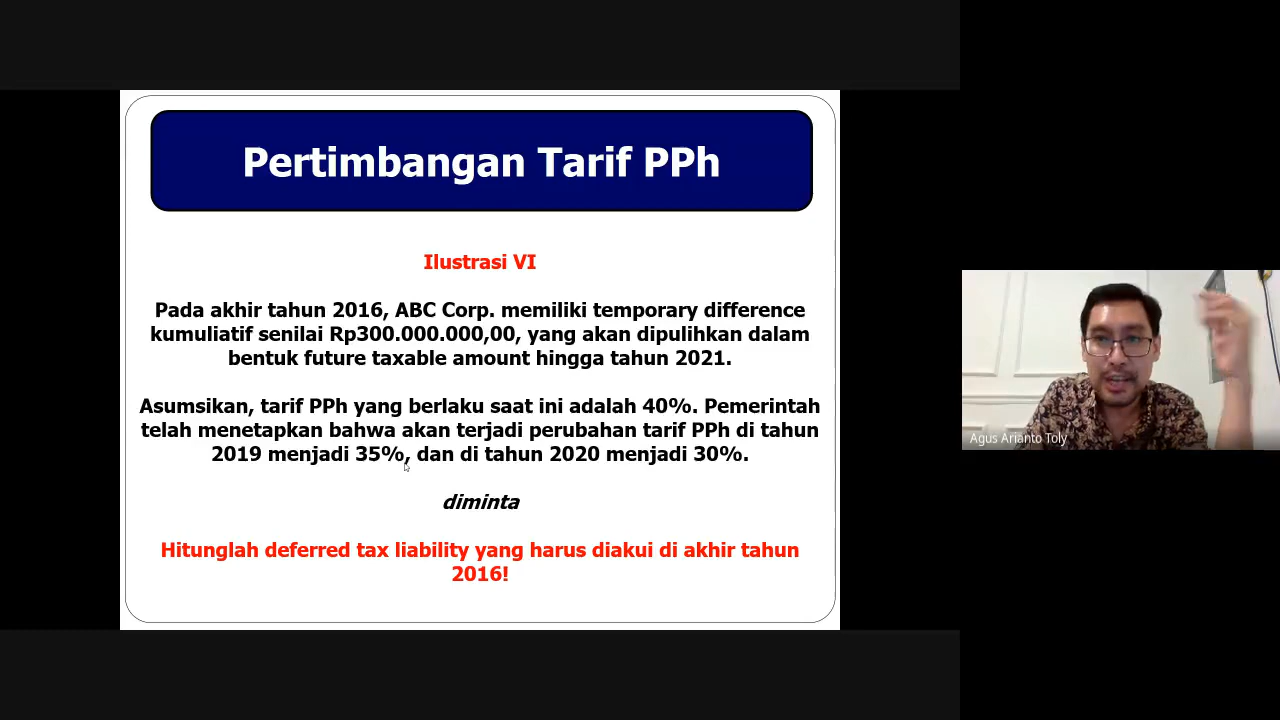 Pertimbangan Tarif PPh
Ilustrasi VI
Pada akhir tahun 2016, ABC Corp. memiliki temporary difference
kumuliatif senilai Rp300.000.000,00, yang akan dipulihkan dalam
bentuk future taxable amount hingga tahun 2021.
Asumsikan, tarif PPh yang berlaku saat ini adalah 40%. Pemerintah
telah menetapkan bahwa akan terjadi perubahan tarif PPh di tahun
2019 menjadi 35%, dan di tahun 2020 menjadi 30%.
diminta
Hitunglah deferred tax liability yang harus diakui di akhir tahun
2016!
Agus Arianto Toly